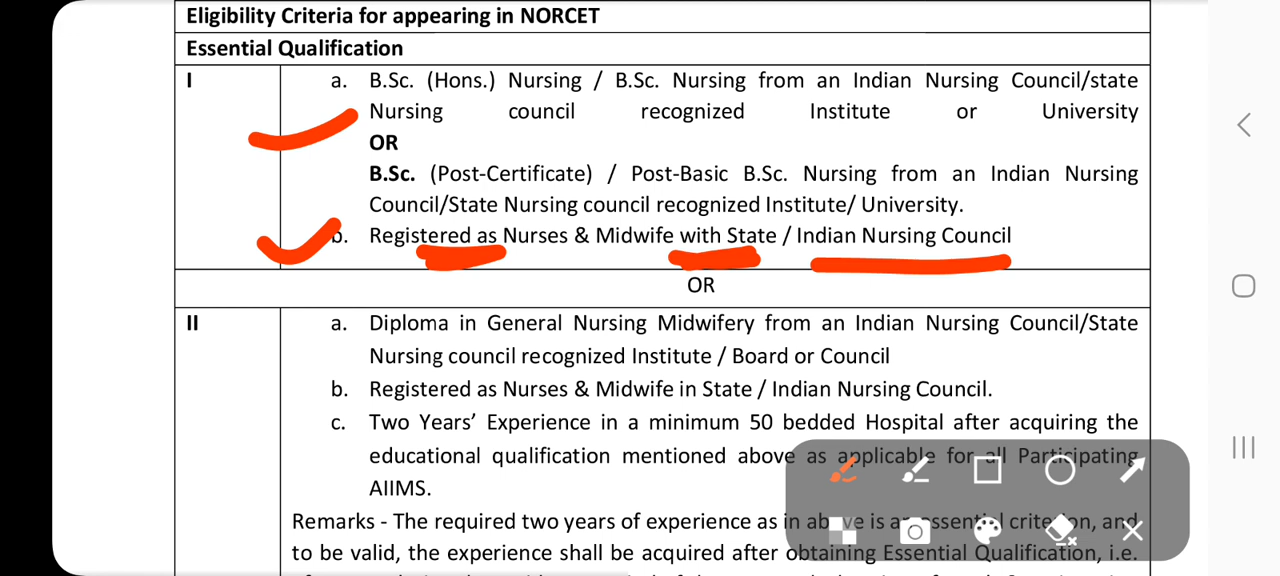 Eligibility Criteria for appearing in NORCET
Essential Qualification
I
a. B.Sc. (Hons.) Nursing / B.Sc. Nursing from an Indian Nursing Council/state
Nursing council recognized Institute or University
OR
B.Sc. (Post-Certificate) / Post-Basic B.Sc. Nursing from an Indian Nursing
Council/State Nursing council recognized Institute/ University.
b. Registered as Nurses & Midwife with State / Indian Nursing Council
OR
II
a. Diploma in General Nursing Midwifery from an Indian Nursing Council/State
Nursing council recognized Institute / Board or Council
b. Registered as Nurses & Midwife in State / Indian Nursing Council.
c. Two Years' Experience in a minimum 50 bedded Hospital after acquiring the
educational qualification mentioned above as applicable for all Participating
AIIMS.
Remarks - The required two years of experience as in above is an essential criterion, and
to be valid, the experience shall be acquired after obtaining Essential Qualification, i.e.